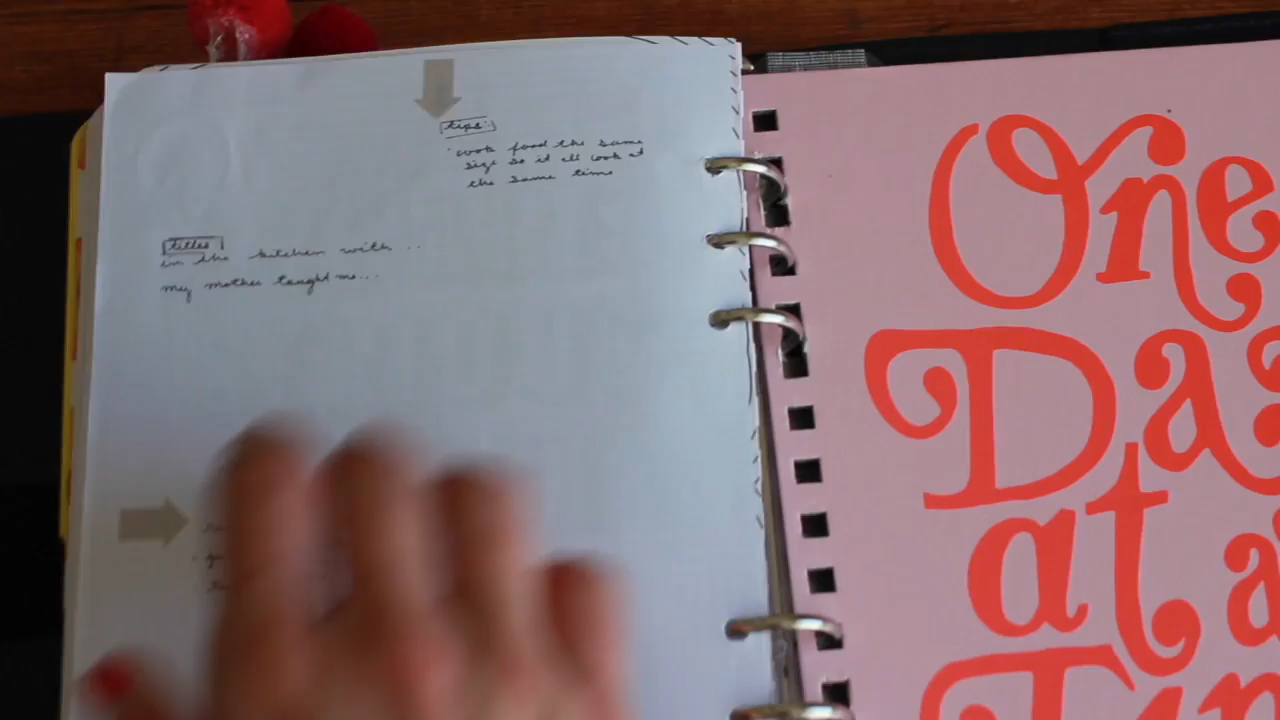 tips:
· cook food the same
size so it all cook at
the same time
titles
in the kitchen with ..
my mother taught me...
One
Da
at a